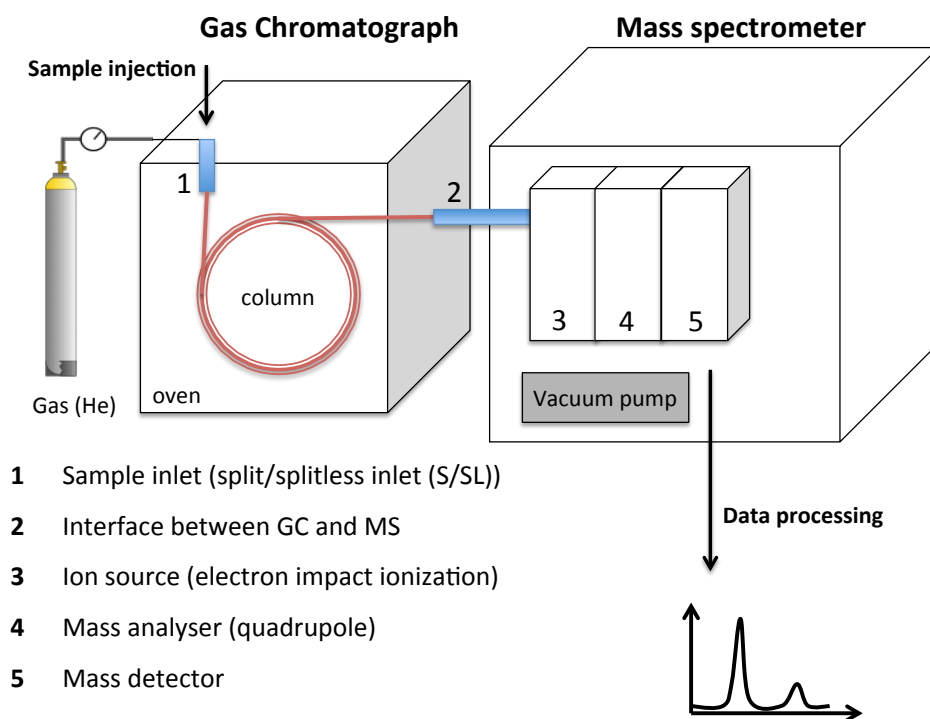 Gas Chromatograph
Mass spectrometer
Sample injection
1
2
column
3
4
5
oven
Gas (He)
Vacuum pump
1 Sample inlet (split/splitless inlet (S/SL))
2 Interface between GC and MS
Data processing
3 Ion source (electron impact ionization)
4 Mass analyser (quadrupole)
5 Mass detector